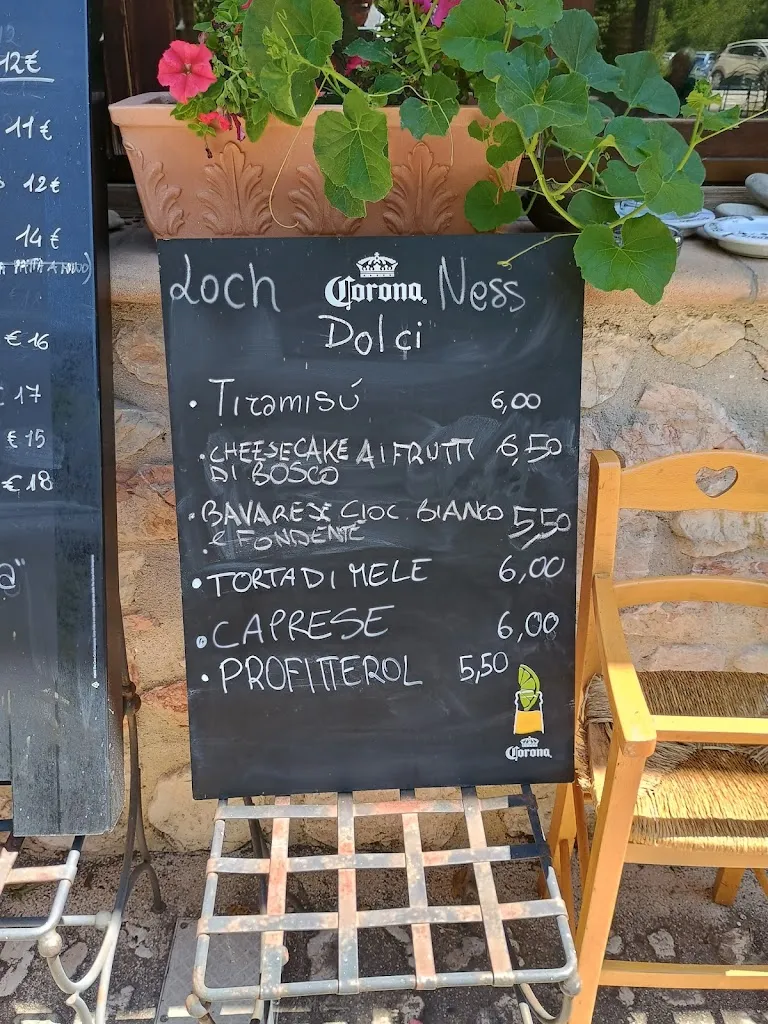 12€
11€
12€
14€
€16
€17
€15
€18
Loch Corona Ness
Dolci
• Tiramisú 6,00
• CHEESECAKE AI FRUTTI 6,50
DI BOSCO
• BAVARESE CIOC. BIANCO 5,50
e FONDENTE
• TORTA DI MELE 6,00
• CAPRESE 6,00
• PROFITTEROL 5,50
Corona